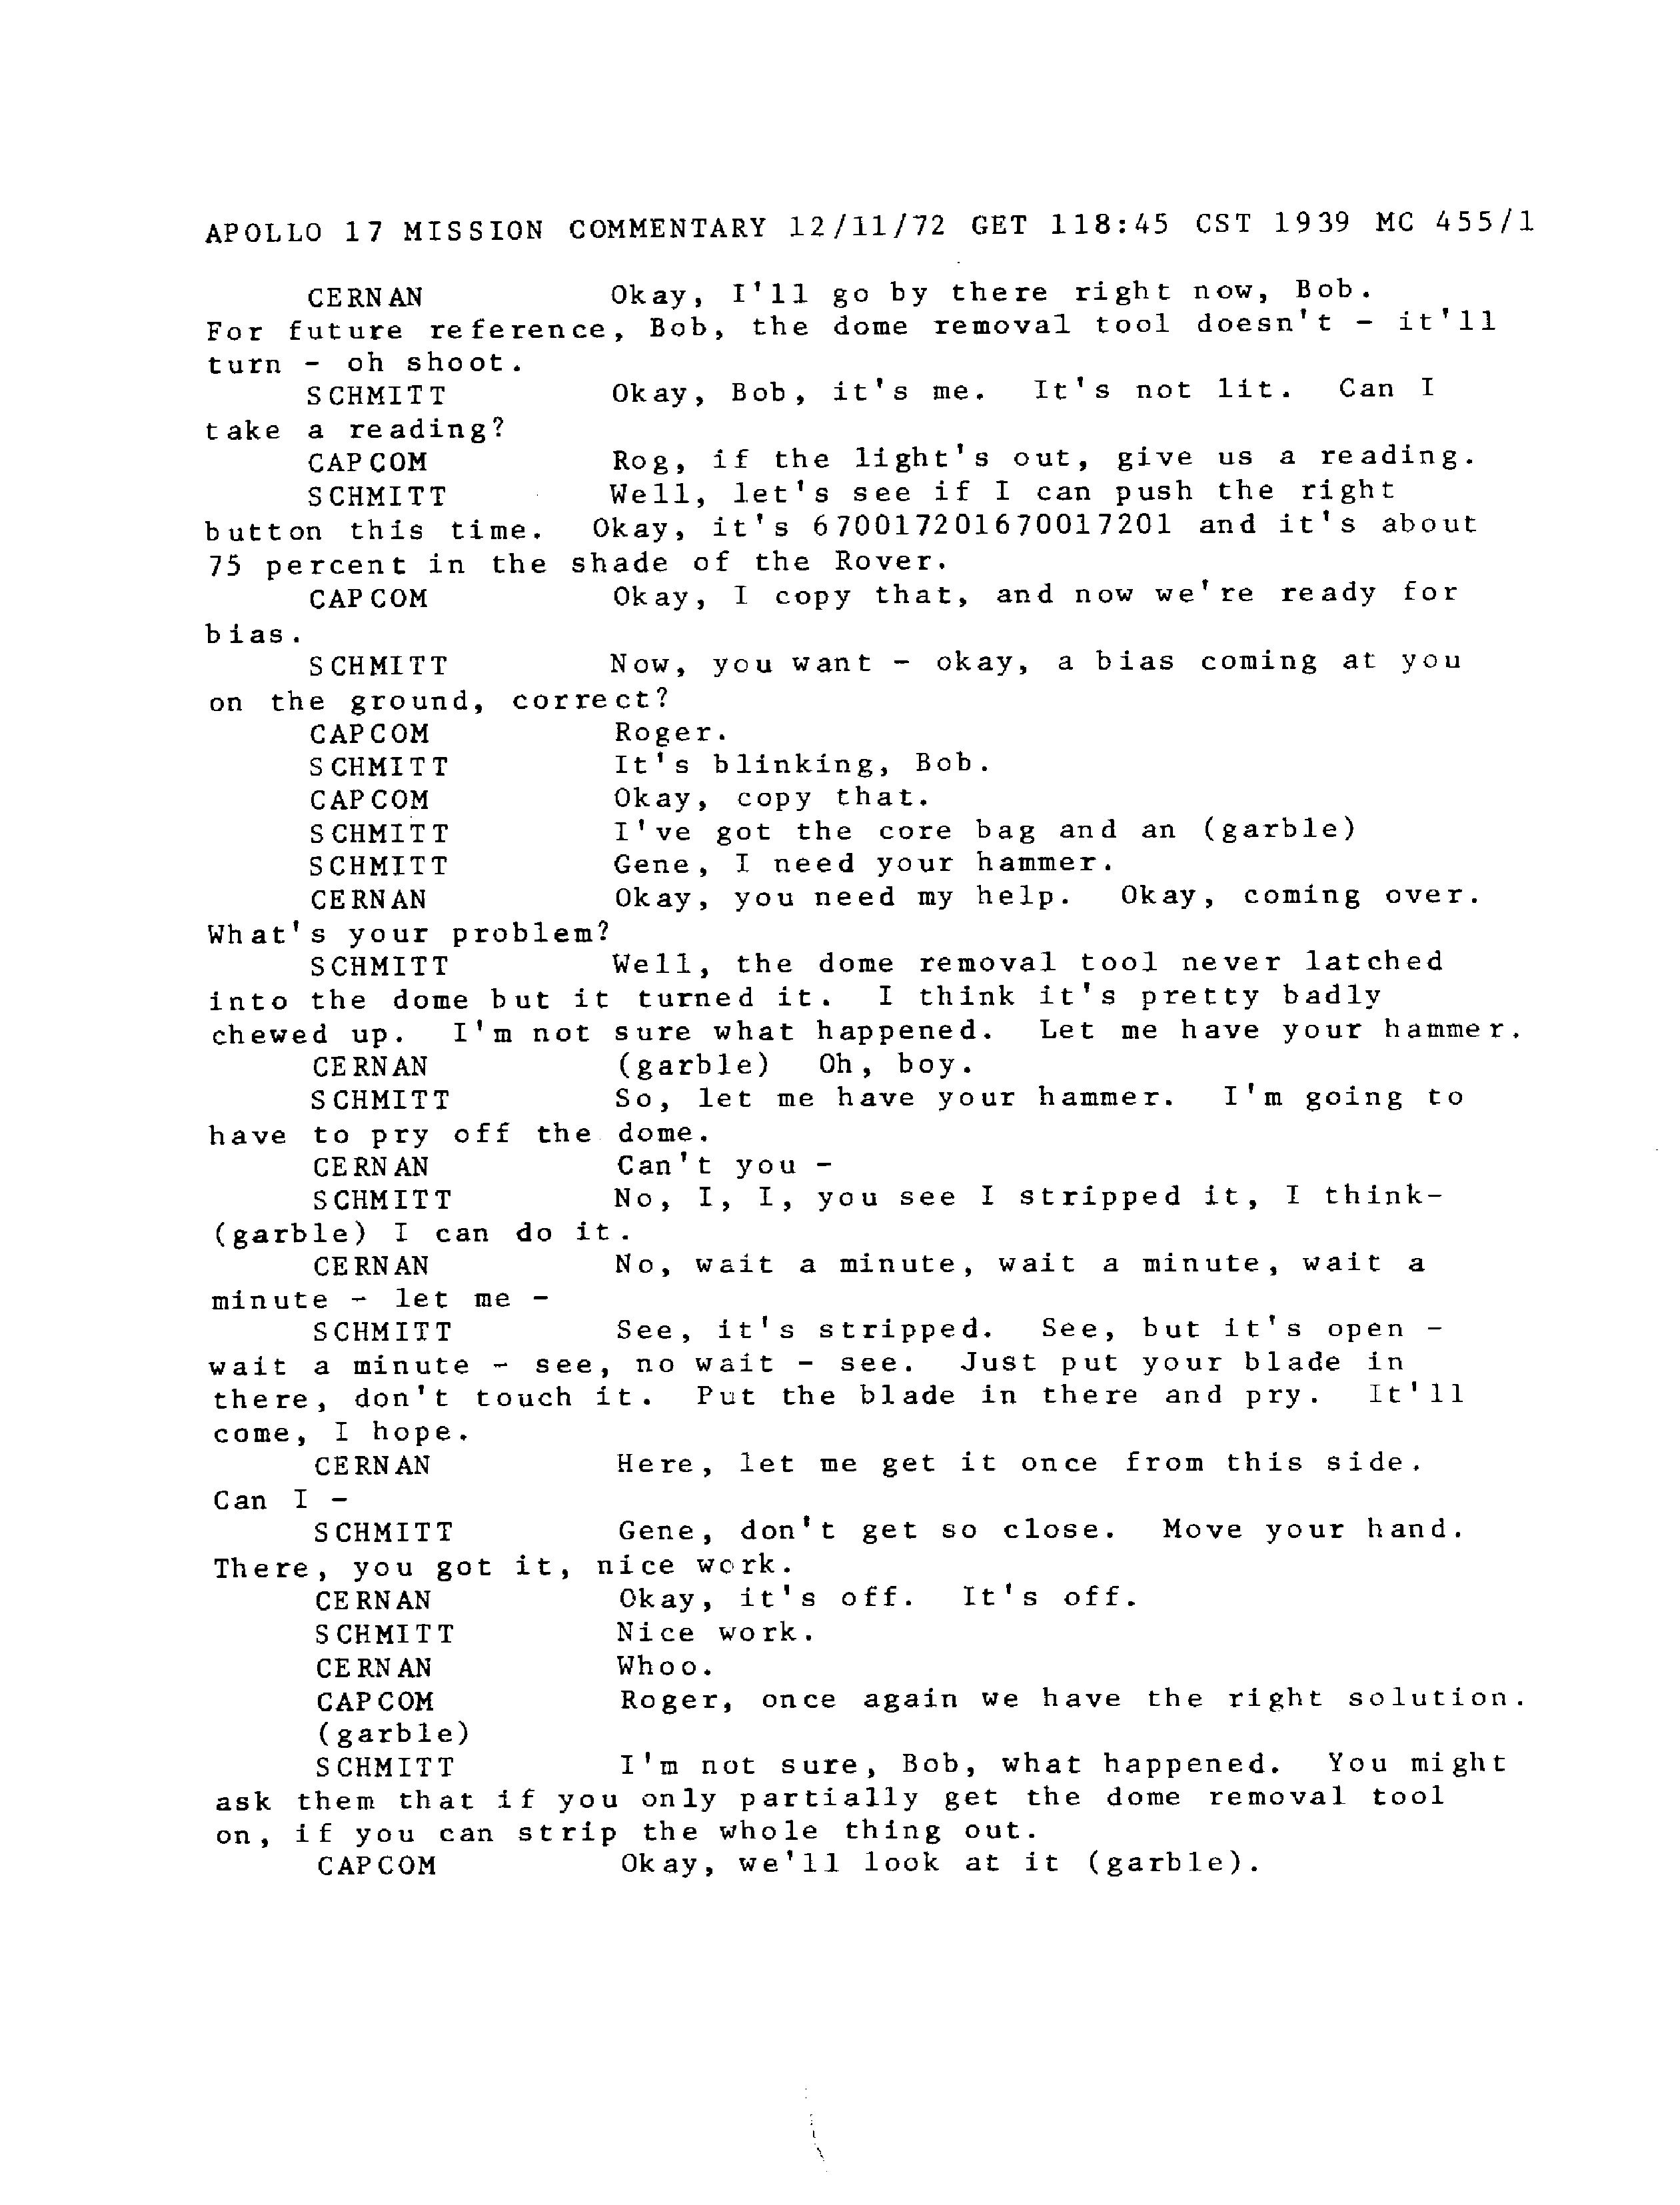 APOLLO 17 MISSION COMMENTARY 12/11/72 GET 118:45 CST 1939 MC 455/1
CERNAN Okay, I'll go by there right now, Bob.
For future reference, Bob, the dome removal tool doesn't - it'll
turn - oh shoot.
SCHMITT Okay, Bob, it's me. It's not lit. Can I
take a reading?
CAPCOM Rog, if the light's out, give us a reading.
SCHMITT Well, let's see if I can push the right
button this time. Okay, it's 670017201670017201 and it's about
75 percent in the shade of the Rover.
CAPCOM Okay, I copy that, and now we're ready for
bias.
SCHMITT Now, you want - okay, a bias coming at you
on the ground, correct?
CAPCOM Roger.
SCHMITT It's blinking, Bob.
CAPCOM Okay, copy that.
SCHMITT I've got the core bag and an (garble)
SCHMITT Gene, I need your hammer.
CERNAN Okay, you need my help. Okay, coming over.
What's your problem?
SCHMITT Well, the dome removal tool never latched
into the dome but it turned it. I think it's pretty badly
chewed up. I'm not sure what happened. Let me have your hammer.
CERNAN (garble) Oh, boy.
SCHMITT So, let me have your hammer. I'm going to
have to pry off the dome.
CERNAN Can't you -
SCHMITT No, I, I, you see I stripped it, I think-
(garble) I can do it.
CERNAN No, wait a minute, wait a minute, wait a
minute - let me -
SCHMITT See, it's stripped. See, but it's open -
wait a minute - see, no wait - see. Just put your blade in
there, don't touch it. Put the blade in there and pry. It'll
come, I hope.
CERNAN Here, let me get it once from this side.
Can I -
SCHMITT Gene, don't get so close. Move your hand.
There, you got it, nice work.
CERNAN Okay, it's off. It's off.
SCHMITT Nice work.
CERNAN Whoo.
CAPCOM Roger, once again we have the right solution.
(garble)
SCHMITT I'm not sure, Bob, what happened. You might
ask them that if you only partially get the dome removal tool
on, if you can strip the whole thing out.
CAPCOM Okay, we'll look at it (garble).